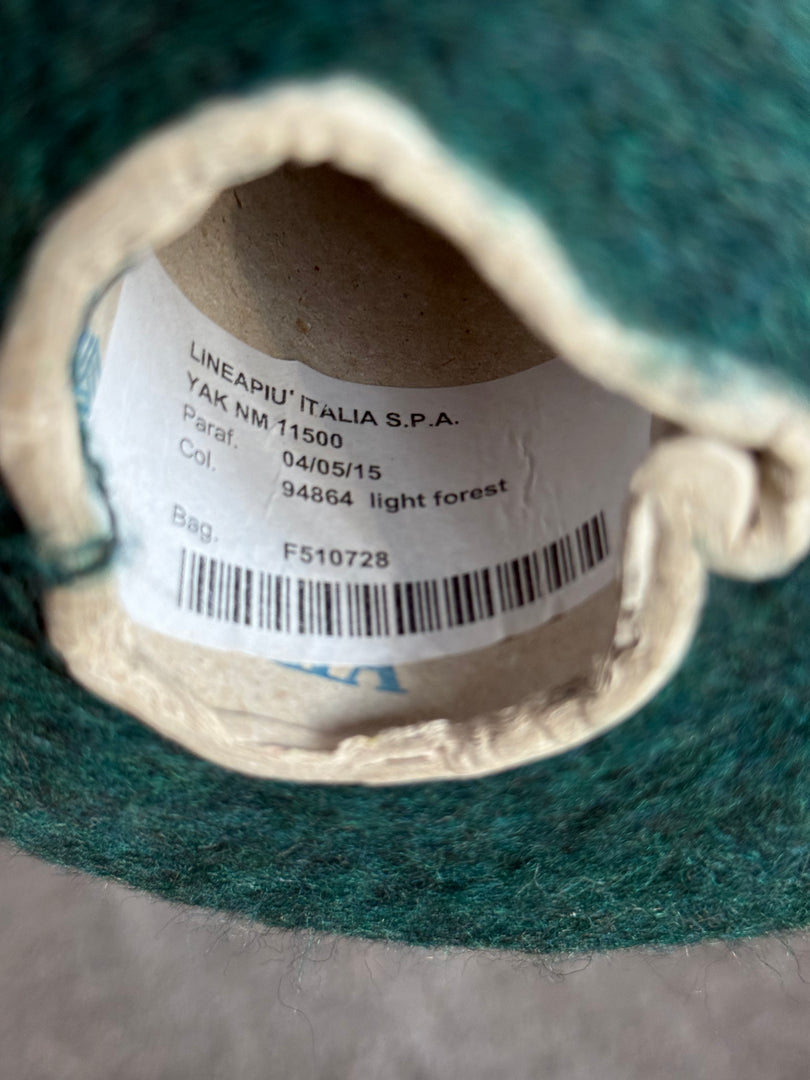 LINEAPIU' ITALIA S.P.A.
YAK NM 11500
Paraf. 04/05/15
Col. 94864 light forest
Bag. F510728